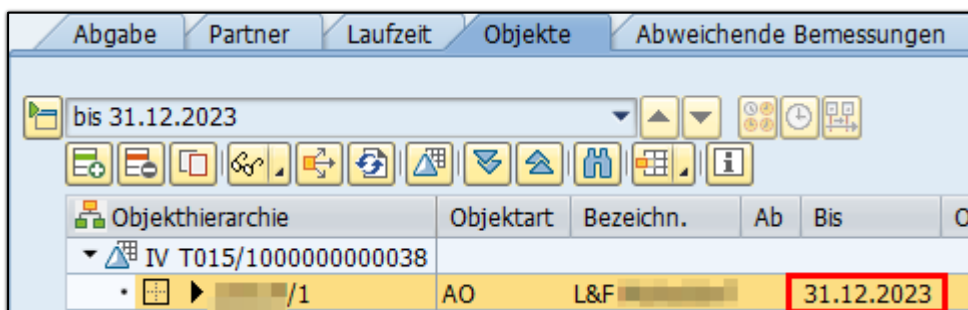 Abgabe Partner Laufzeit Objekte Abweichende Bemessungen
bis 31.12.2023
Objekthierarchie Objektart Bezeichn. Ab Bis
IV T015/1000000000038
/1 AO L&F 31.12.2023